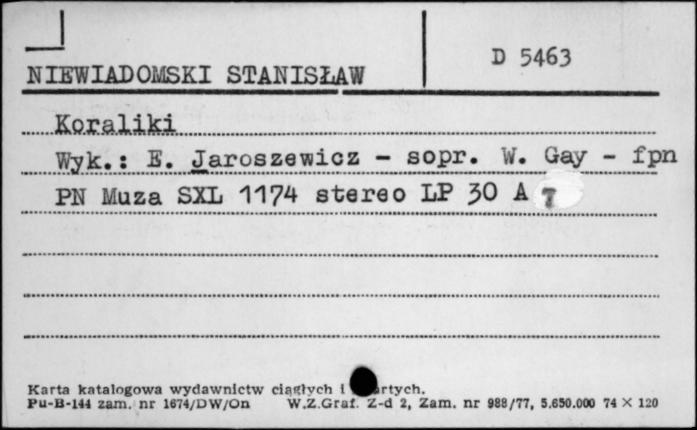 D 5463
NIEWIADOMSKI STANISŁAW
Koraliki
Wyk.: E. Jaroszewicz - sopr. W. Gay - fpn
PN Muza SXL 1174 stereo LP 30 A 7
Karta katalogowa wydawnictw ciągłych i artych.
Pu-B-144 zam. nr 1674/DW/On W.Z.Graf. Z-d 2, Zam. nr 988/77, 5.650.000 74 × 120